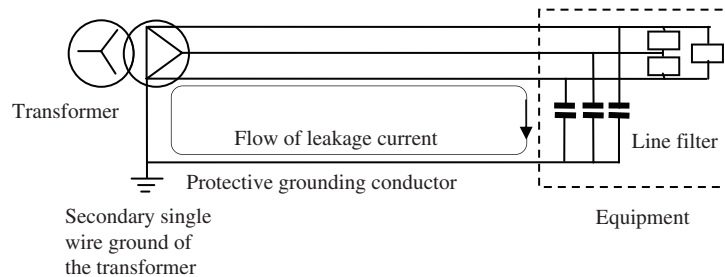 Transformer
Flow of leakage current
Line filter
Protective grounding conductor
Secondary single
wire ground of
the transformer
Equipment